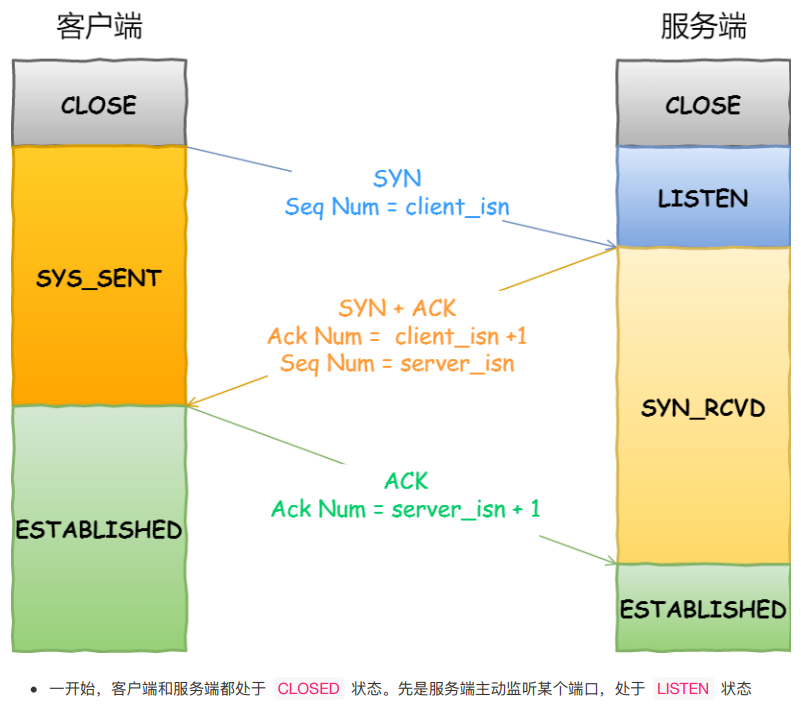 客户端 服务端
CLOSE CLOSE
SYN
Seq Num = client_isn
LISTEN
SYS_SENT
SYN + ACK
Ack Num = client_isn +1
Seq Num = server_isn
SYN_RCVD
ACK
Ack Num = server_isn + 1
ESTABLISHED
ESTABLISHED
• 一开始，客户端和服务端都处于 CLOSED 状态。先是服务端主动监听某个端口，处于 LISTEN 状态